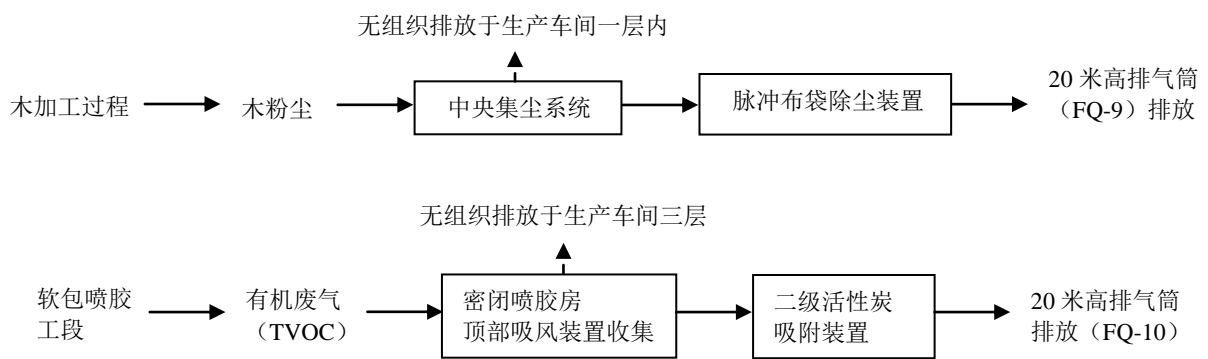 无组织排放于生产车间一层内
木加工过程
木粉尘
中央集尘系统
脉冲布袋除尘装置
20 米高排气筒
（FQ-9）排放
无组织排放于生产车间三层
软包喷胶
工段
有机废气
（TVOC）
密闭喷胶房
顶部吸风装置收集
二级活性炭
吸附装置
20 米高排气筒
排放（FQ-10）